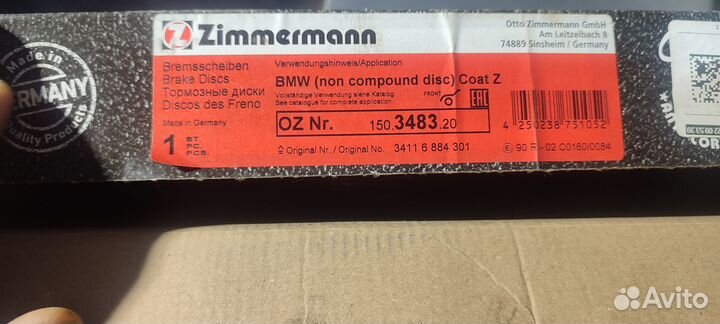 Zimmermann
Otto Zimmermann GmbH
Am Leitzelbach 8
74889 Sinsheim / Germany
Bremsscheiben
Brake Discs
Тормозные диски
Discos des Freno
Made in Germany
Verwendungshinweis/Application
BMW (non compound disc) Coat Z
Vollständige Verwendung siehe Katalog
See catalogue for complete application
FRONT
EAC
OZ Nr. 150.3483.20
4 250238 751052
1 ST. PC. PCS.
Original Nr. / Original No. 3411 6 884 301
90 R - 02 C0160/0084
Made in
GERMANY
Quality Products
Avito